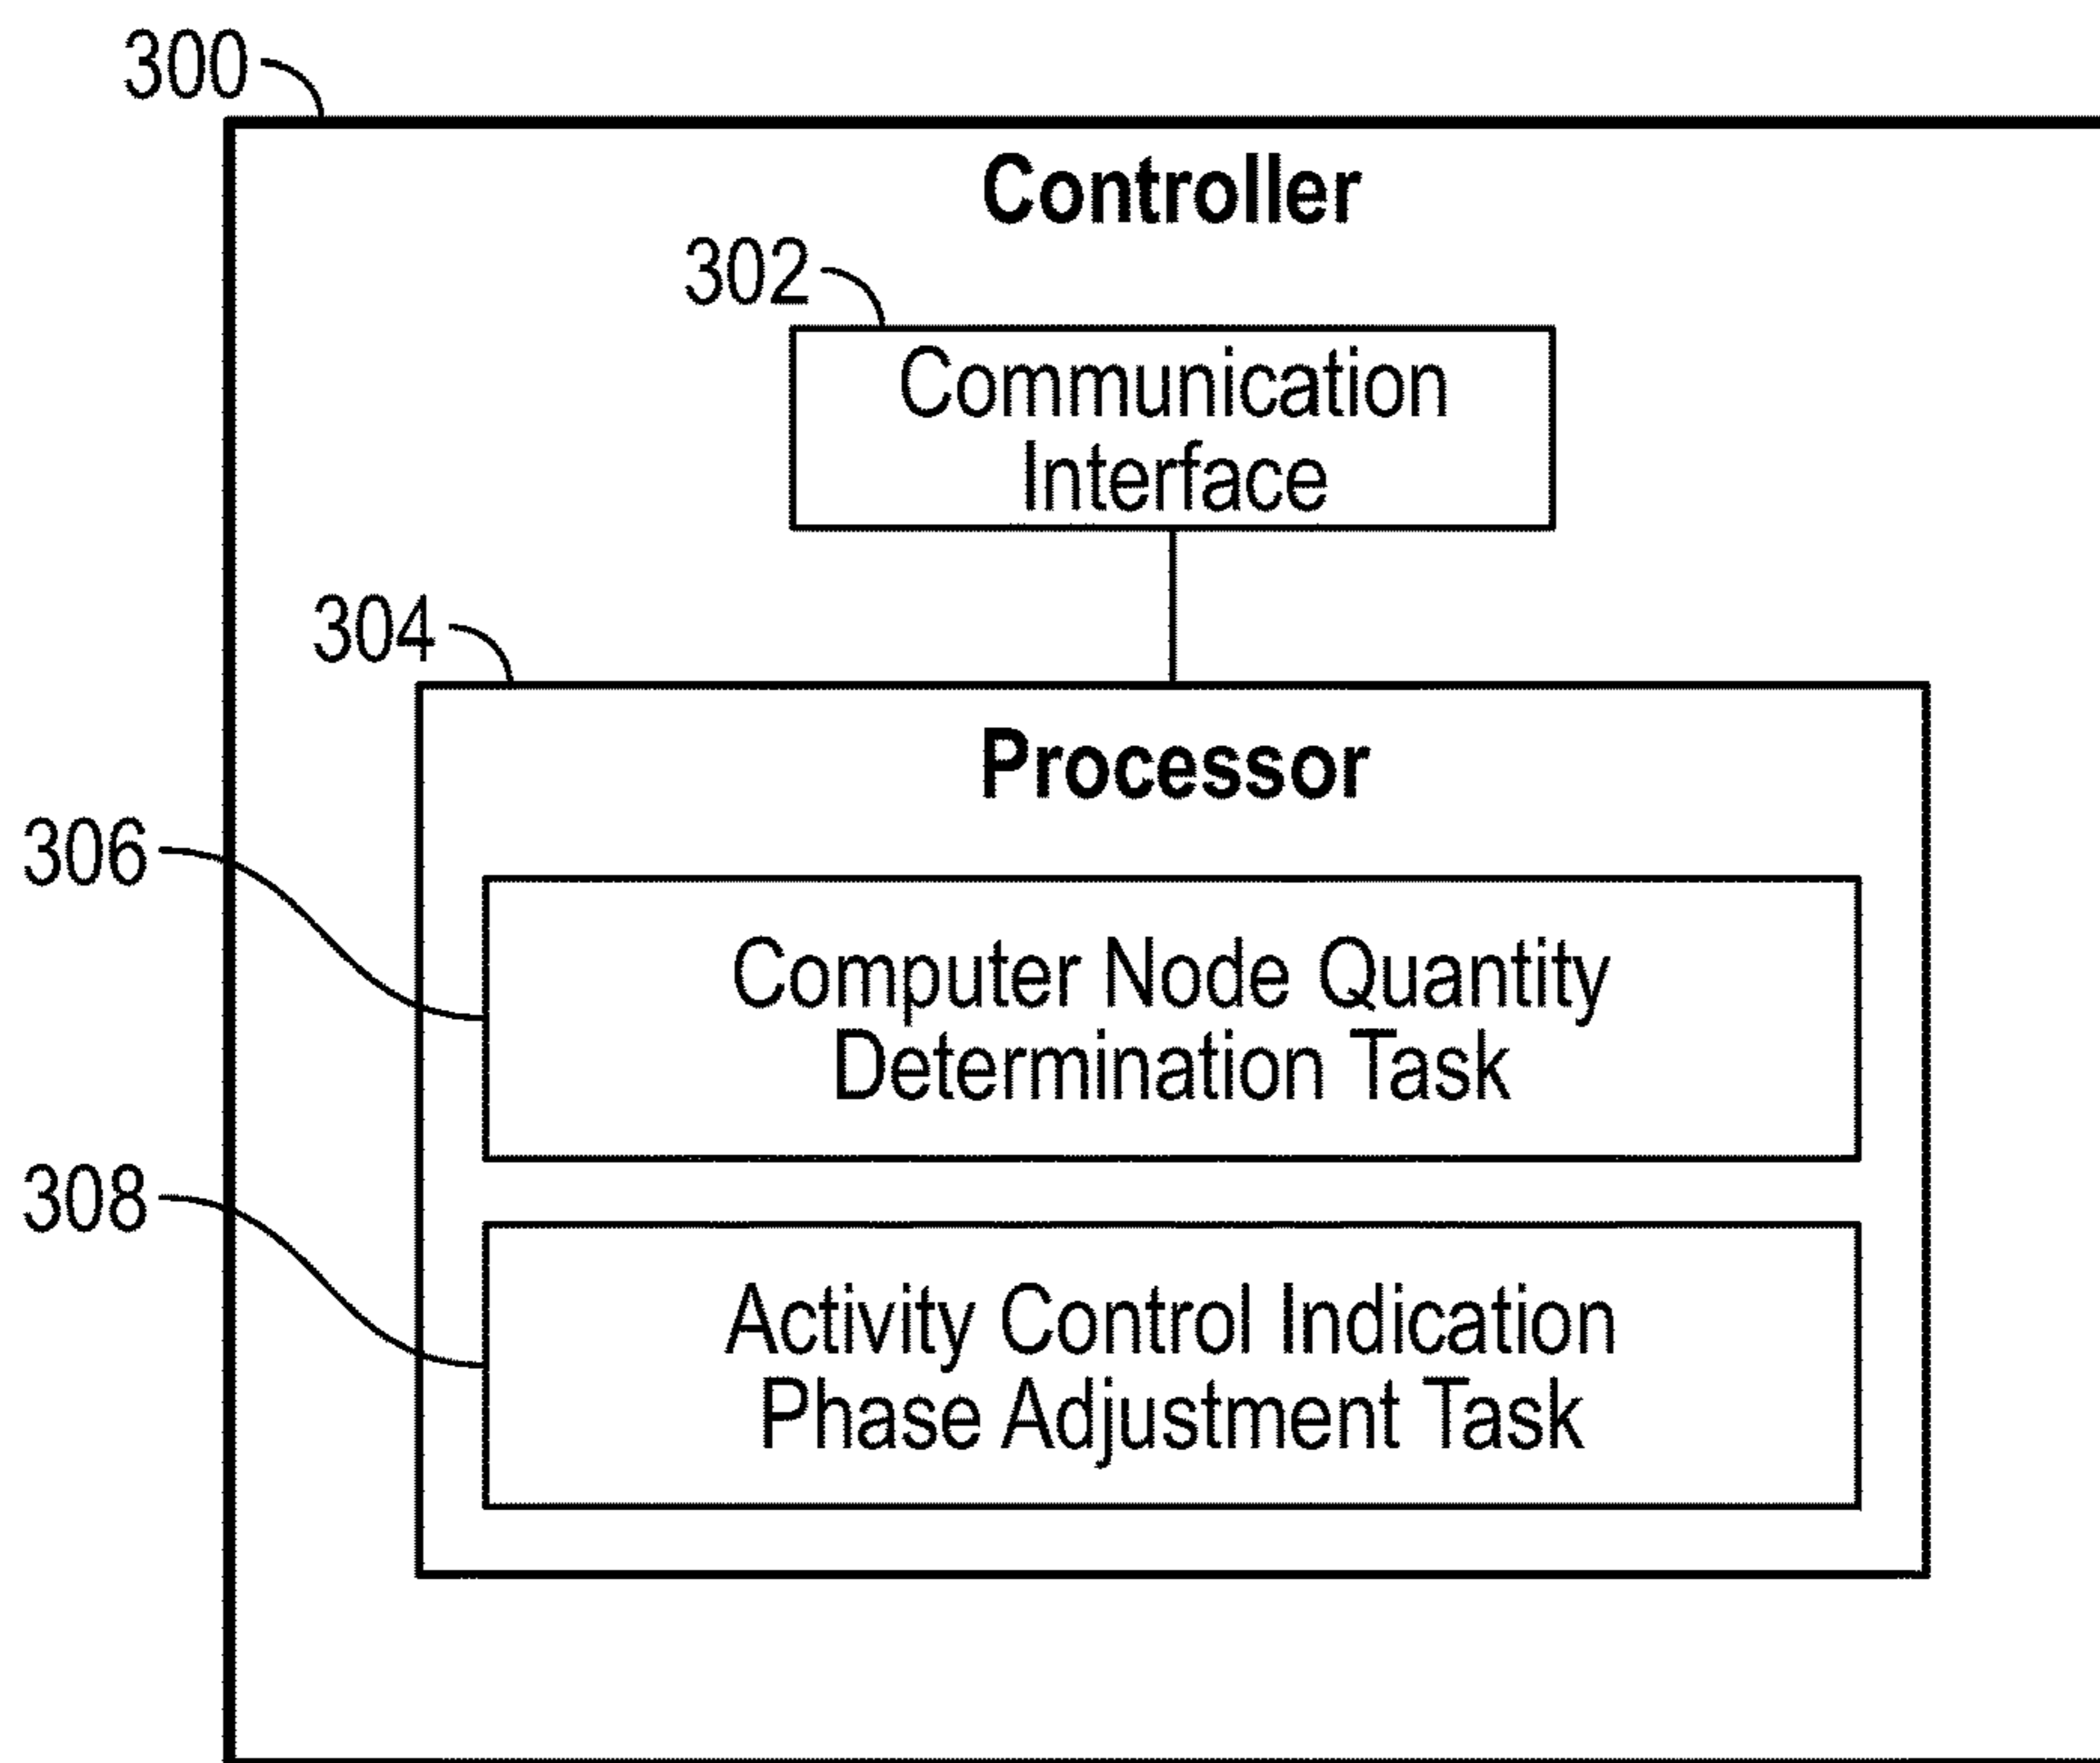 300
Controller
302
Communication
Interface
304
Processor
306
Computer Node Quantity
Determination Task
308
Activity Control Indication
Phase Adjustment Task